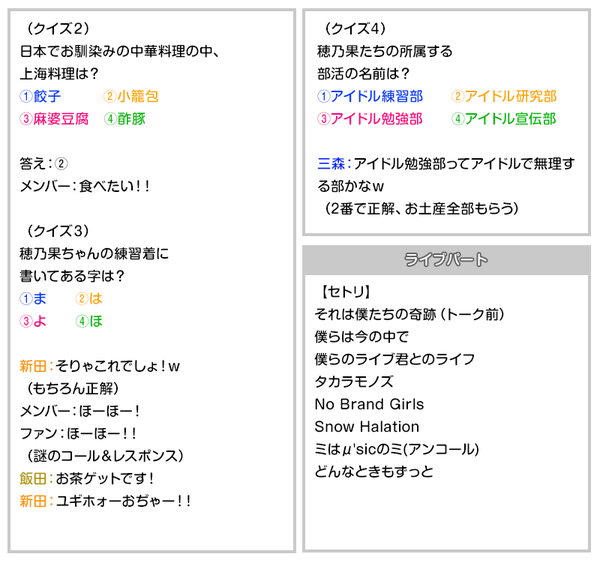 （クイズ2）
日本でお馴染みの中華料理の中、
上海料理は？
①餃子 ②小籠包
③麻婆豆腐 ④酢豚
答え：②
メンバー：食べたい！！
（クイズ3）
穂乃果ちゃんの練習着に
書いてある字は？
①ま ②は
③よ ④ほ
新田：そりゃこれでしょ！w
（もちろん正解）
メンバー：ほーほー！
ファン：ほーほー！！
（謎のコール＆レスポンス）
飯田：お茶ゲットです！
新田：ユギホォーおぢゃー！！
（クイズ4）
穂乃果たちの所属する
部活の名前は？
①アイドル練習部 ②アイドル研究部
③アイドル勉強部 ④アイドル宣伝部
三森：アイドル勉強部ってアイドルで無理す
る部かなw
（2番で正解、お土産全部もらう）
ライブパート
【セトリ】
それは僕たちの奇跡（トーク前）
僕らは今の中で
僕らのライブ君とのライフ
タカラモノズ
No Brand Girls
Snow Halation
ミはμ'sicのミ(アンコール)
どんなときもずっと